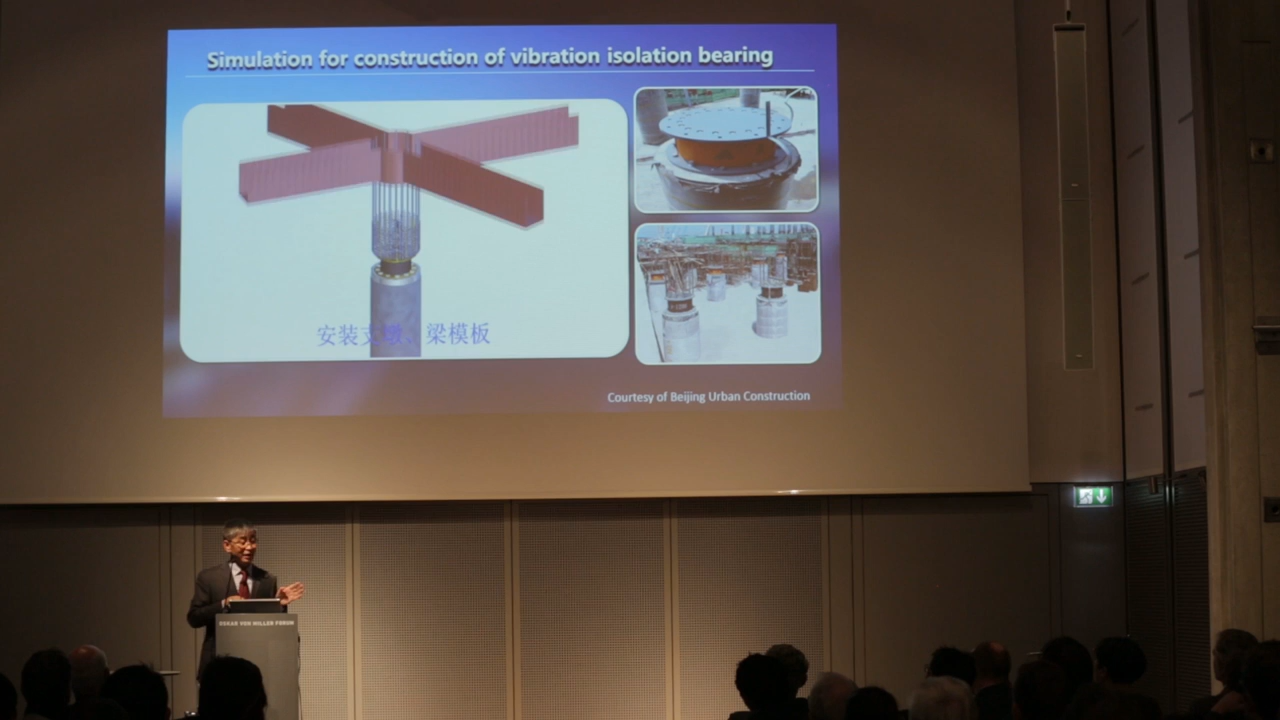 Simulation for construction of vibration isolation bearing
安装支墩、梁模板
Courtesy of Beijing Urban Construction
OSKAR VON MILLER FORUM